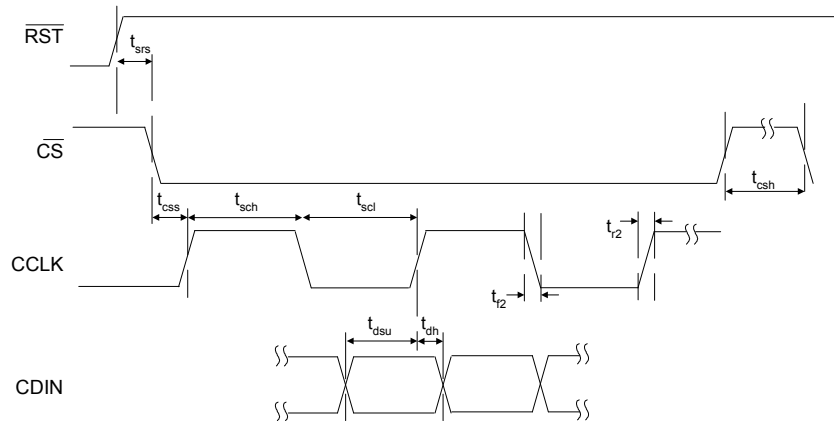 RST
t_srs
CS
t_csh
t_css
t_sch
t_scl
t_r2
CCLK
t_f2
t_dsu
t_dh
CDIN